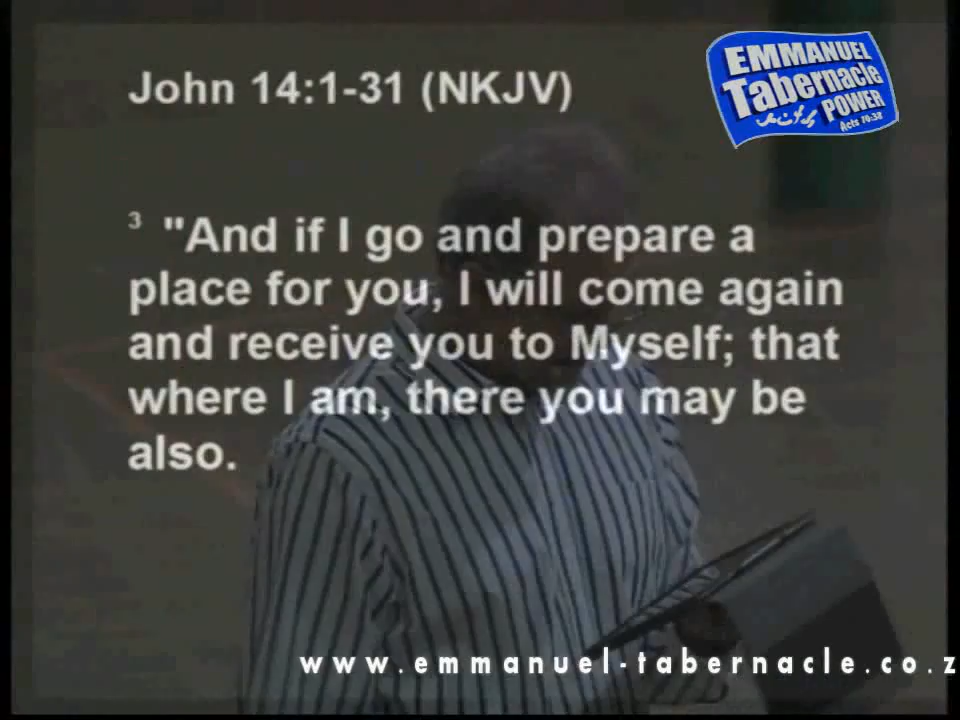 John 14:1-31 (NKJV)
EMMANUEL
Tabernacle
with POWER
Acts 10:38
3 "And if I go and prepare a
place for you, I will come again
and receive you to Myself; that
where I am, there you may be
also.
www.emmanuel-tabernacle.co.z